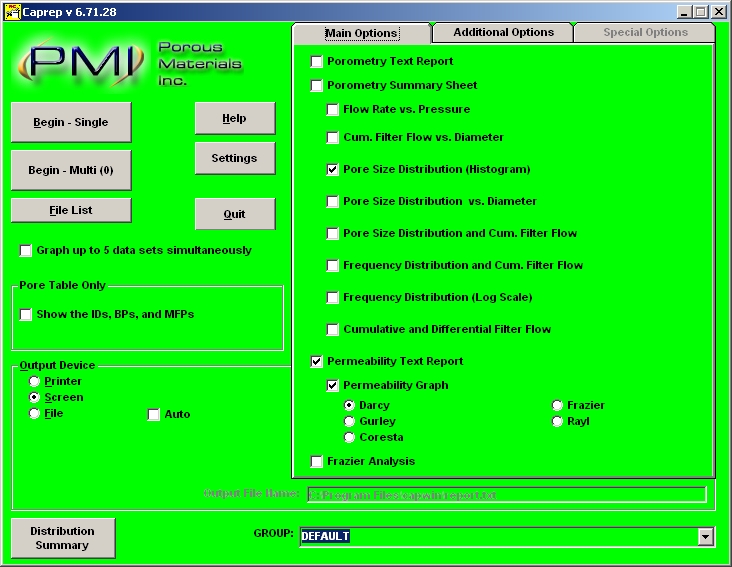 Caprep v 6.71.28
PMI
Porous
Materials
Inc.
Begin - Single
Help
Begin - Multi (0)
Settings
File List
Quit
Graph up to 5 data sets simultaneously
Pore Table Only
Show the IDs, BPs, and MFPs
Output Device
Printer
Screen
File
Auto
Main Options
Additional Options
Special Options
Porometry Text Report
Porometry Summary Sheet
Flow Rate vs. Pressure
Cum. Filter Flow vs. Diameter
Pore Size Distribution (Histogram)
Pore Size Distribution vs. Diameter
Pore Size Distribution and Cum. Filter Flow
Frequency Distribution and Cum. Filter Flow
Frequency Distribution (Log Scale)
Cumulative and Differential Filter Flow
Permeability Text Report
Permeability Graph
Darcy
Frazier
Gurley
Rayl
Coresta
Frazier Analysis
Output File Name:
c:\Program Files\capwin\report.txt
Distribution
Summary
GROUP:
DEFAULT